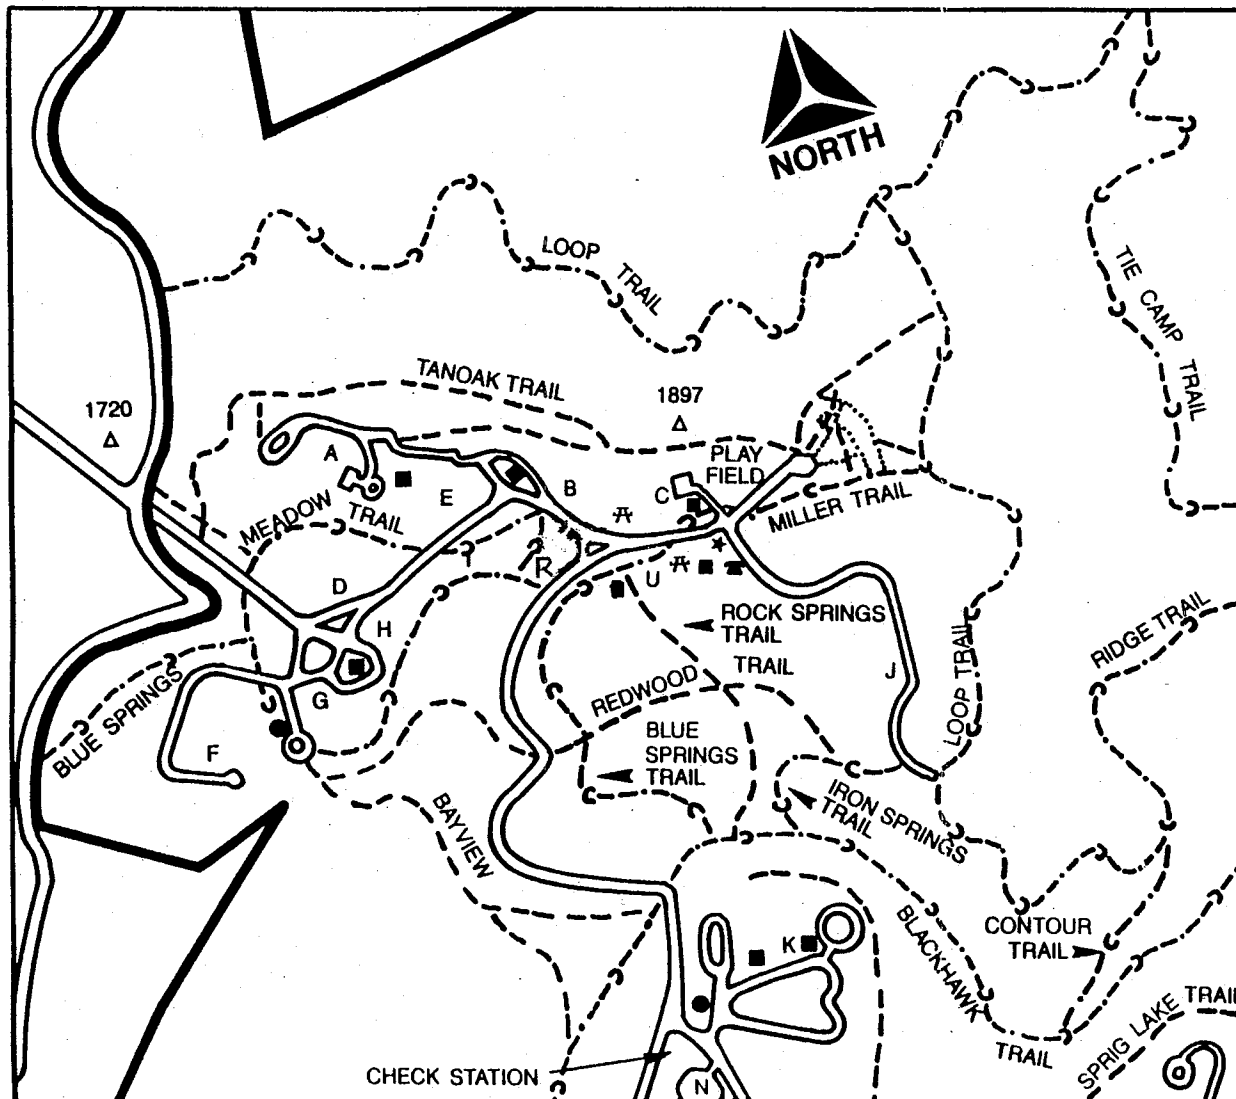 NORTH
LOOP
TRAIL
TIE CAMP TRAIL
TANOAK TRAIL
1897
1720
A
PLAY
FIELD
E
B
C
MILLER TRAIL
MEADOW
TRAIL
I
R
U
D
H
ROCK SPRINGS
TRAIL
RIDGE TRAIL
TRAIL
REDWOOD
J
LOOP TRAIL
BLUE SPRINGS
G
F
BLUE
SPRINGS
TRAIL
IRON SPRINGS
TRAIL
BAYVIEW
CONTOUR
TRAIL
BLACKHAWK
TRAIL
K
SPRIG LAKE TRAIL
CHECK STATION
N